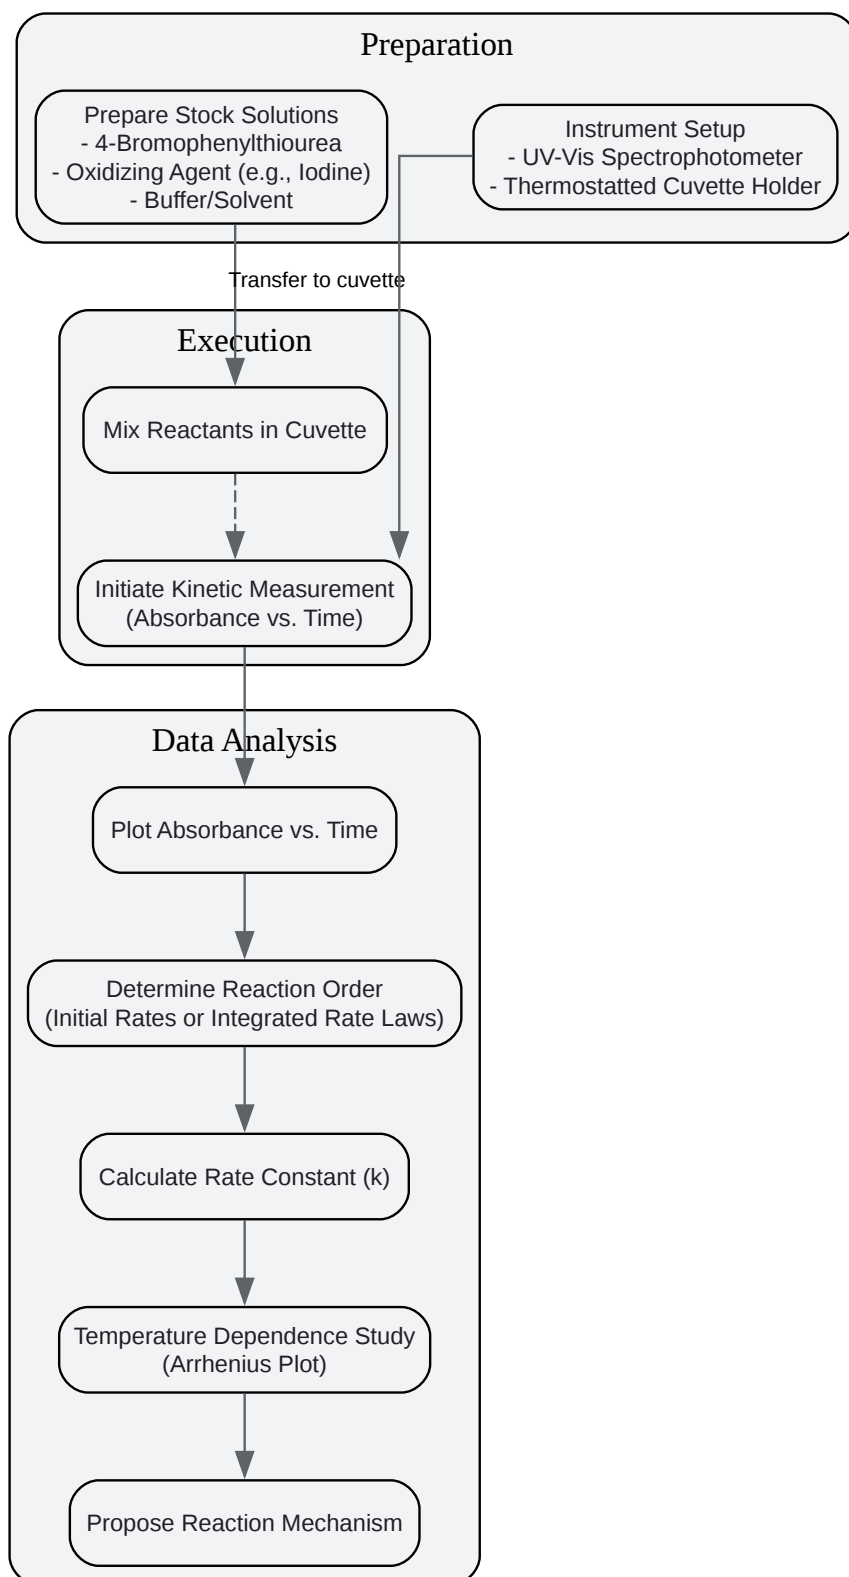 Preparation
Prepare Stock Solutions
- 4-Bromophenylthiourea
- Oxidizing Agent (e.g., Iodine)
- Buffer/Solvent
Instrument Setup
- UV-Vis Spectrophotometer
- Thermostatted Cuvette Holder
Transfer to cuvette
Execution
Mix Reactants in Cuvette
Initiate Kinetic Measurement
(Absorbance vs. Time)
Data Analysis
Plot Absorbance vs. Time
Determine Reaction Order
(Initial Rates or Integrated Rate Laws)
Calculate Rate Constant (k)
Temperature Dependence Study
(Arrhenius Plot)
Propose Reaction Mechanism